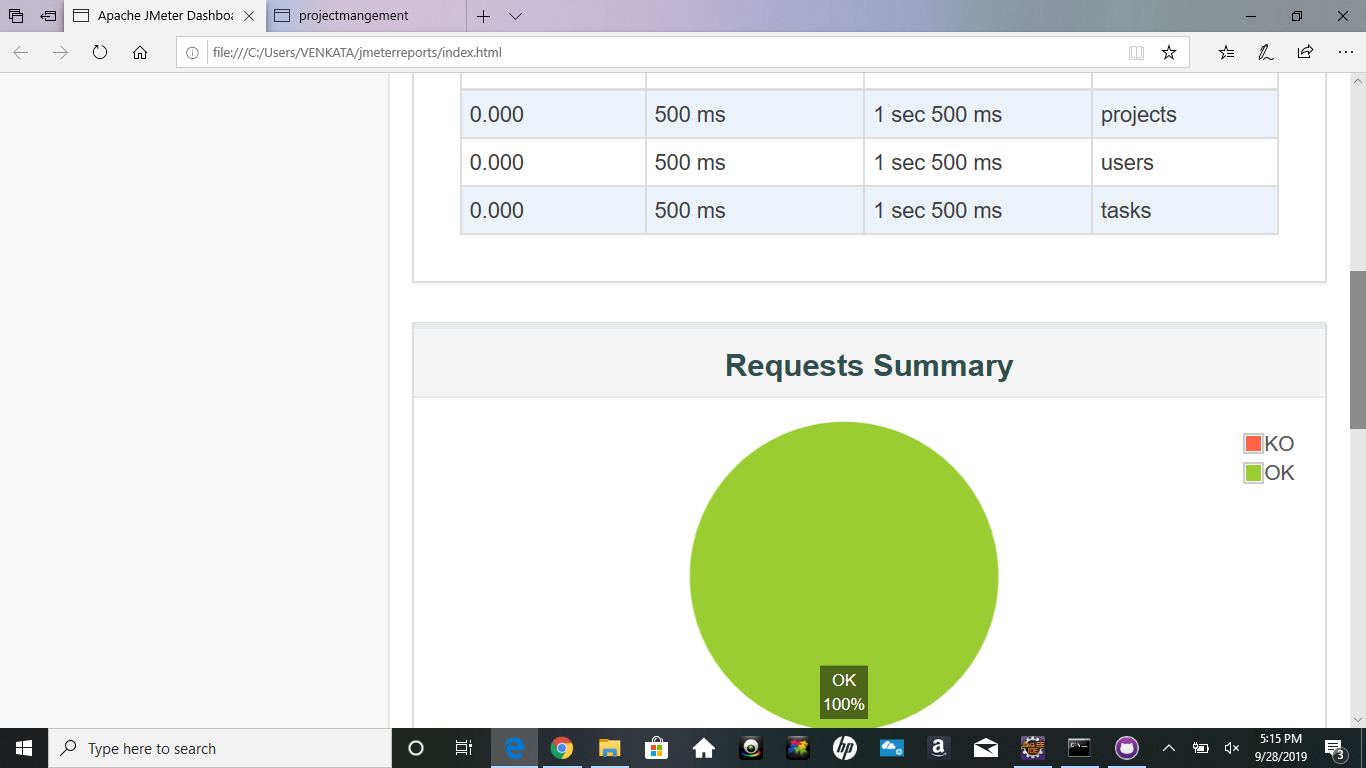 Apache JMeter Dashboa
projectmangement
file:///C:/Users/VENKATA/jmeterreports/index.html
0.000 500 ms 1 sec 500 ms projects
0.000 500 ms 1 sec 500 ms users
0.000 500 ms 1 sec 500 ms tasks
Requests Summary
KO
OK
OK
100%
Type here to search
5:15 PM
9/28/2019
3